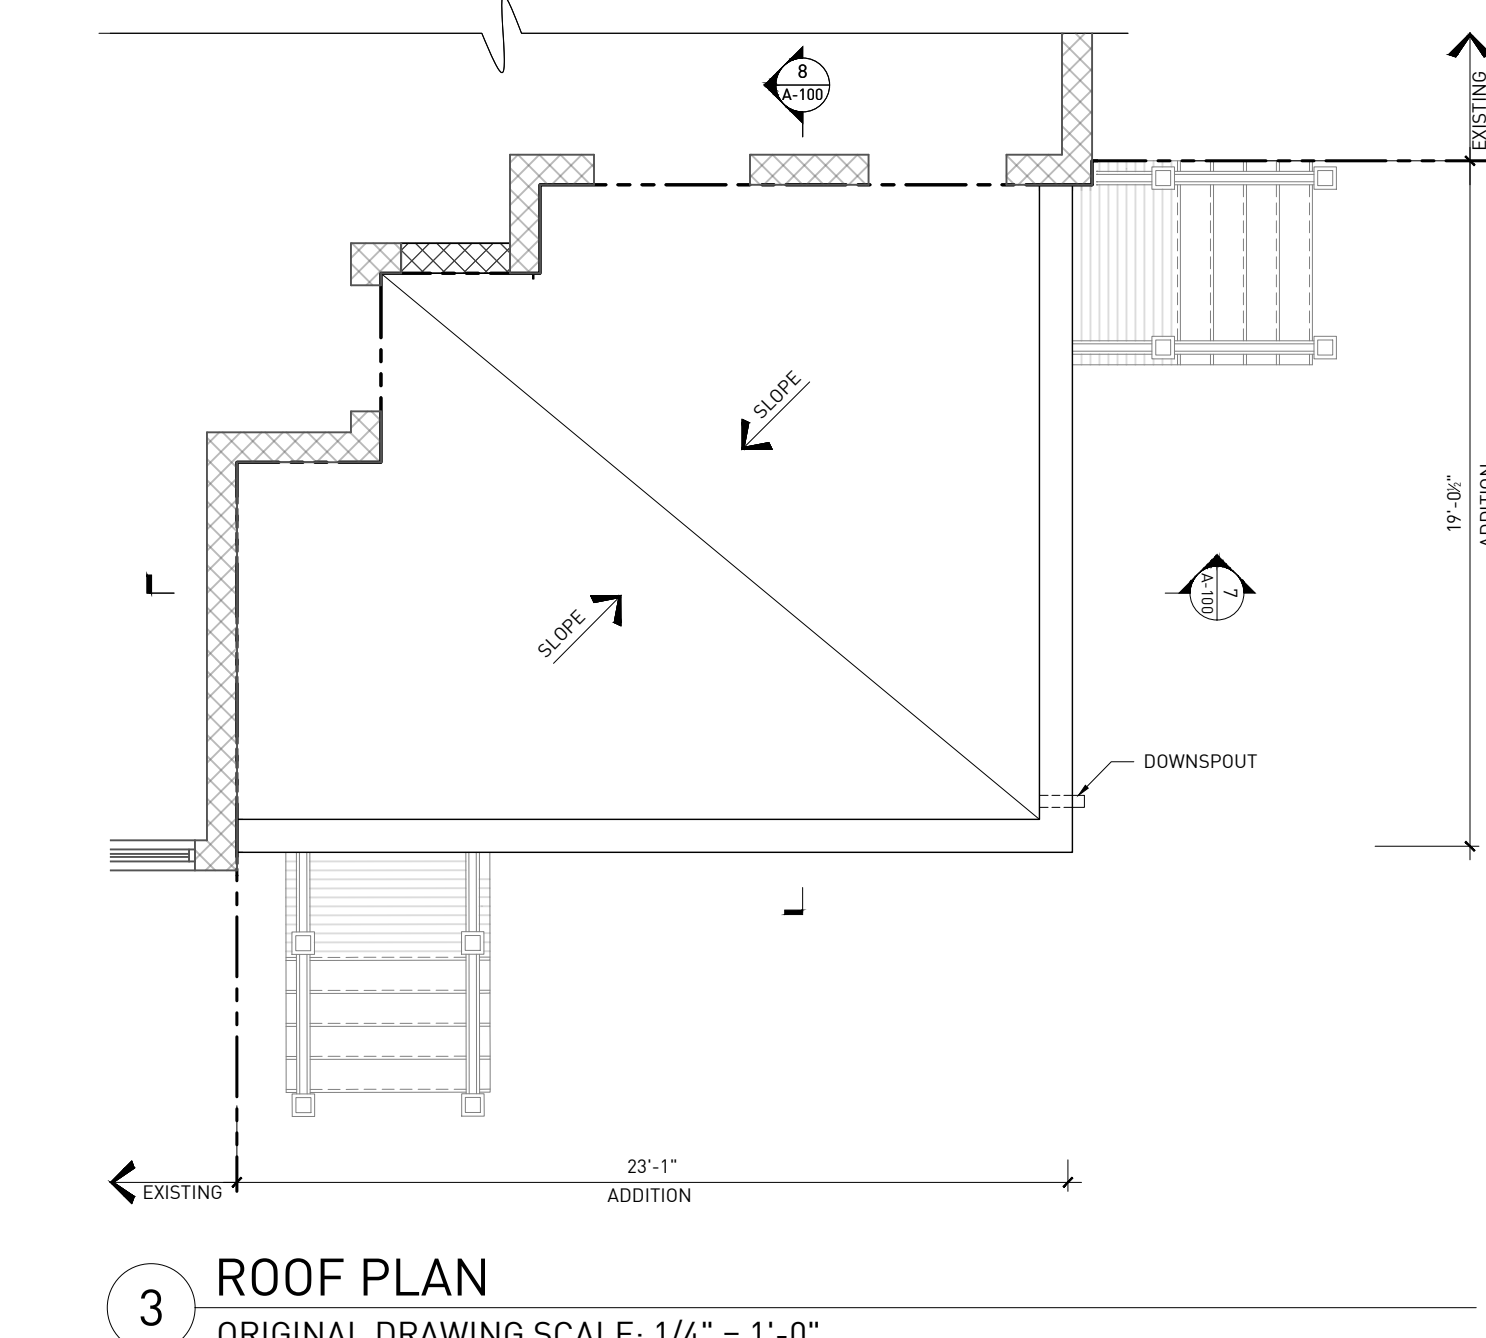 8
A-100
EXISTING
SLOPE
19'-0½"
ADDITION
7
A-100
SLOPE
DOWNSPOUT
23'-1"
EXISTING
ADDITION
3
ROOF PLAN
ORIGINAL DRAWING SCALE: 1/4" = 1'-0"